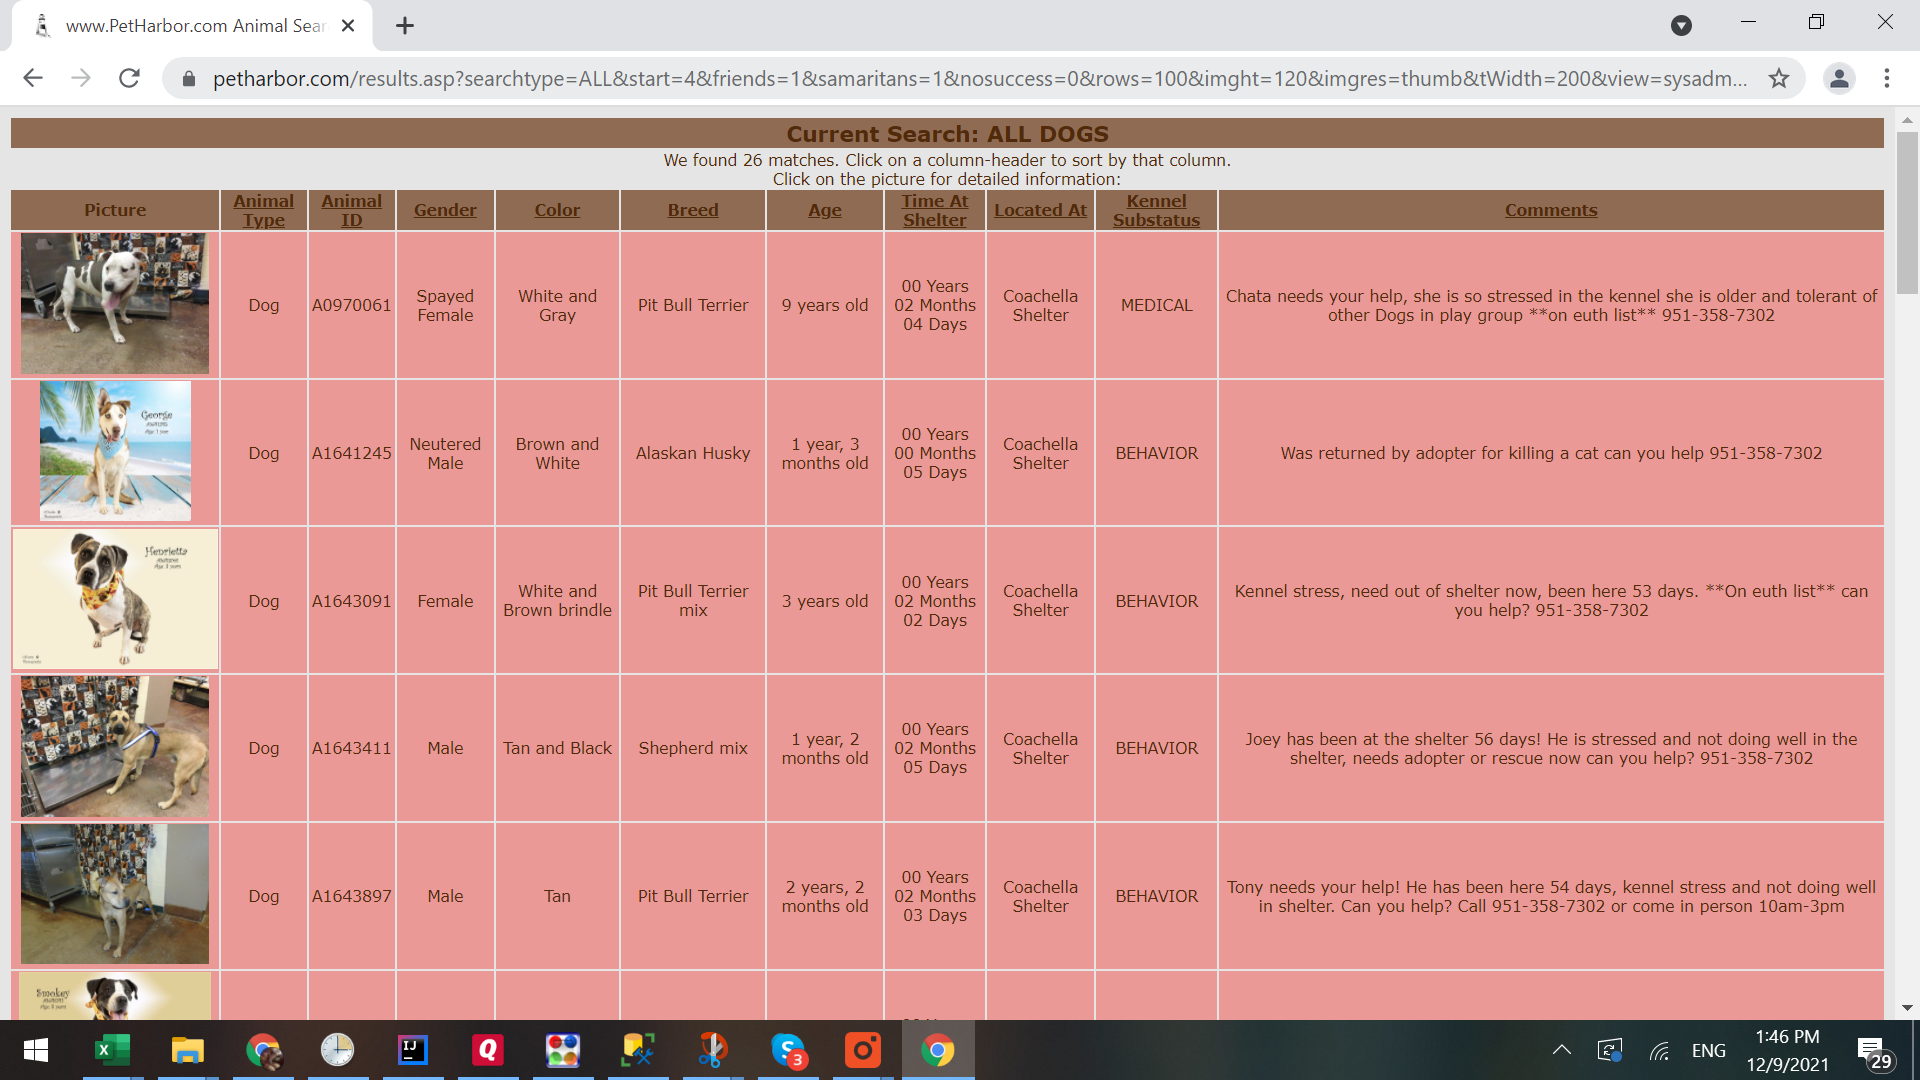 www.PetHarbor.com Animal Sear
petharbor.com/results.asp?searchtype=ALL&start=4&friends=1&samaritans=1&nosuccess=0&rows=100&imght=120&imgres=thumb&tWidth=200&view=sysadm...
Current Search: ALL DOGS
We found 26 matches. Click on a column-header to sort by that column.
Click on the picture for detailed information:
Picture
Animal
Type
Animal
ID
Gender
Color
Breed
Age
Time At
Shelter
Located At
Kennel
Substatus
Comments
Dog
A0970061
Spayed
Female
White and
Gray
Pit Bull Terrier
9 years old
00 Years
02 Months
04 Days
Coachella
Shelter
MEDICAL
Chata needs your help, she is so stressed in the kennel she is older and tolerant of
other Dogs in play group **on euth list** 951-358-7302
George
Age: 1 year
Dog
A1641245
Neutered
Male
Brown and
White
Alaskan Husky
1 year, 3
months old
00 Years
00 Months
05 Days
Coachella
Shelter
BEHAVIOR
Was returned by adopter for killing a cat can you help 951-358-7302
Henrietta
Age: 3 years
Dog
A1643091
Female
White and
Brown brindle
Pit Bull Terrier
mix
3 years old
00 Years
02 Months
02 Days
Coachella
Shelter
BEHAVIOR
Kennel stress, need out of shelter now, been here 53 days. **On euth list** can
you help? 951-358-7302
Dog
A1643411
Male
Tan and Black
Shepherd mix
1 year, 2
months old
00 Years
02 Months
05 Days
Coachella
Shelter
BEHAVIOR
Joey has been at the shelter 56 days! He is stressed and not doing well in the
shelter, needs adopter or rescue now can you help? 951-358-7302
Dog
A1643897
Male
Tan
Pit Bull Terrier
2 years, 2
months old
00 Years
02 Months
03 Days
Coachella
Shelter
BEHAVIOR
Tony needs your help! He has been here 54 days, kennel stress and not doing well
in shelter. Can you help? Call 951-358-7302 or come in person 10am-3pm
Smokey
X
IJ
Q
S
3
ENG
1:46 PM
12/9/2021
29